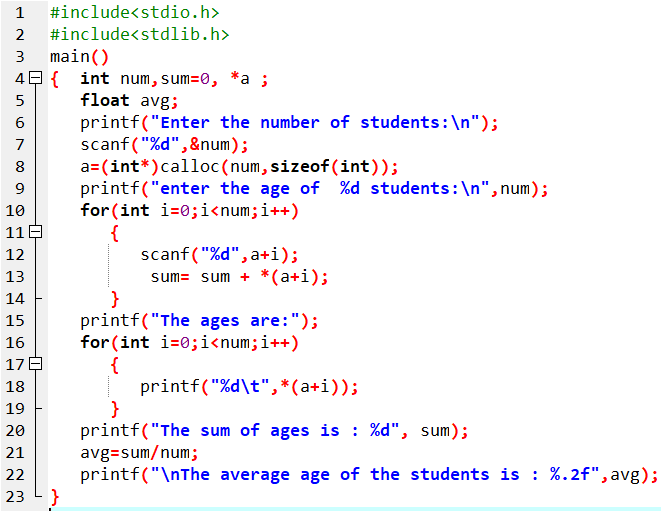 1 #include<stdio.h>
2 #include<stdlib.h>
3 main()
4 { int num,sum=0, *a ;
5 float avg;
6 printf("Enter the number of students:\n");
7 scanf("%d",&num);
8 a=(int*)calloc(num,sizeof(int));
9 printf("enter the age of  %d students:\n",num);
10 for(int i=0;i<num;i++)
11 {
12 scanf("%d",a+i);
13 sum= sum + *(a+i);
14 }
15 printf("The ages are:");
16 for(int i=0;i<num;i++)
17 {
18 printf("%d\t",*(a+i));
19 }
20 printf("The sum of ages is : %d", sum);
21 avg=sum/num;
22 printf("\nThe average age of the students is : %.2f",avg);
23 }